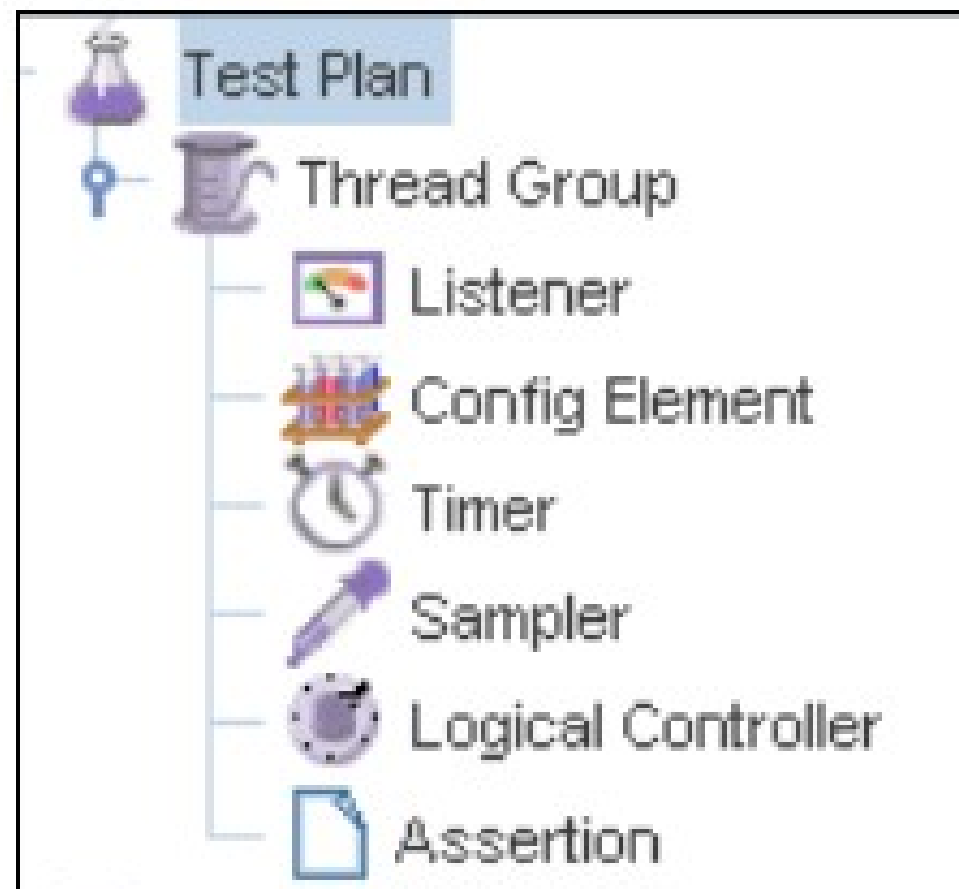 Test Plan
Thread Group
Listener
Config Element
Timer
Sampler
Logical Controller
Assertion